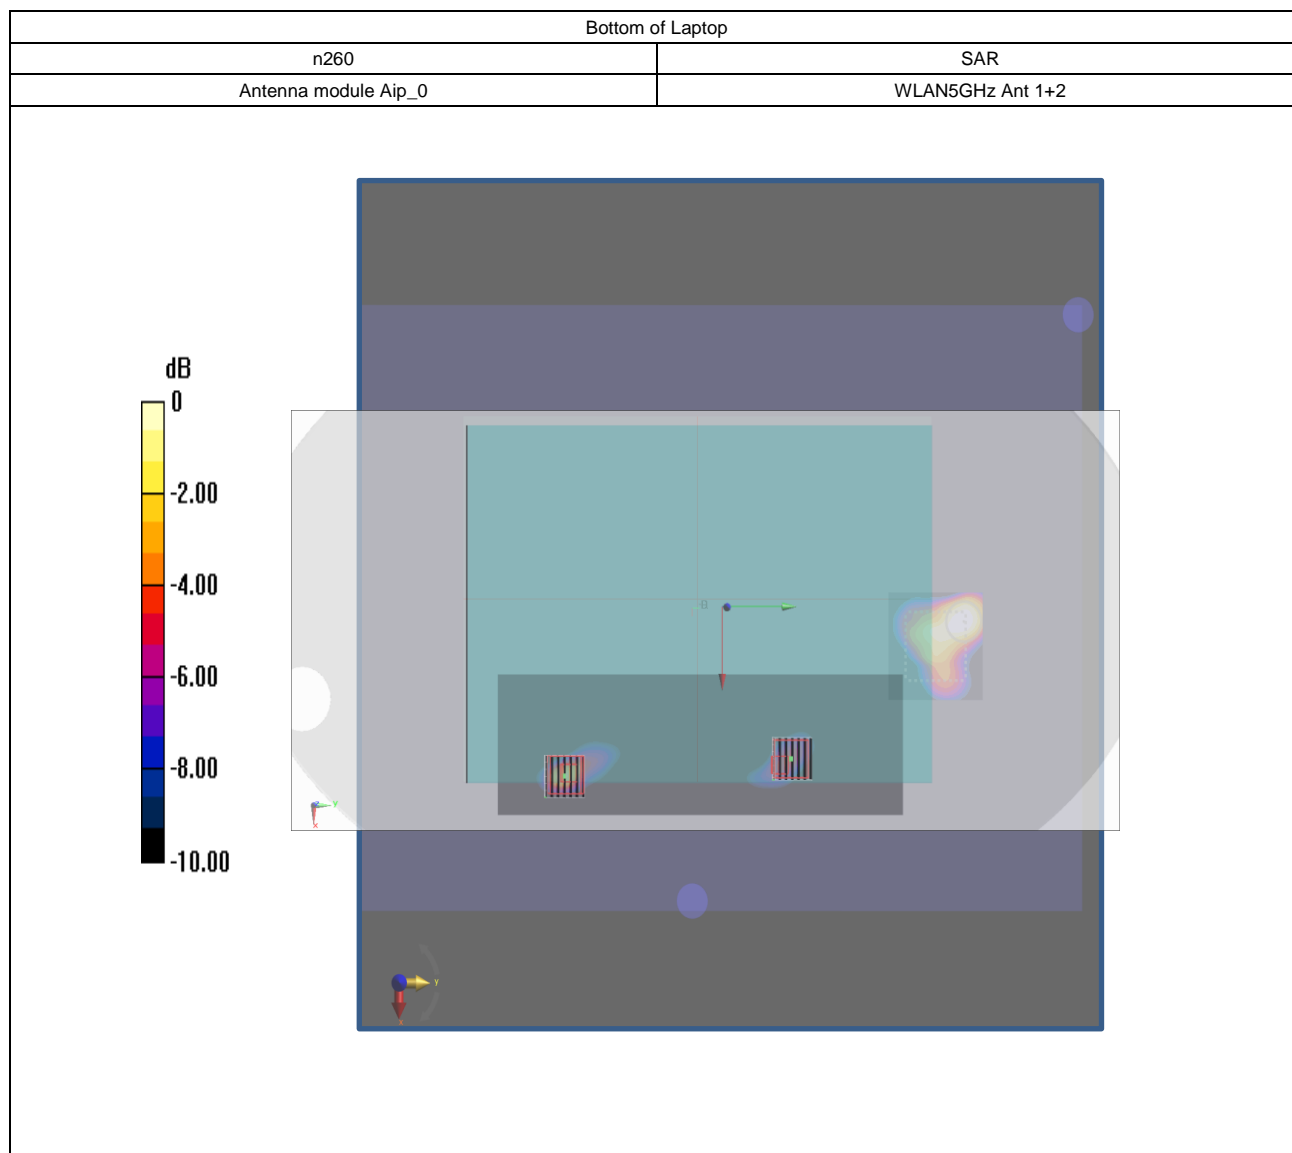 Bottom of Laptop
n260 SAR
Antenna module Aip_0 WLAN5GHz Ant 1+2
dB
0
-2.00
-4.00
-6.00
-8.00
-10.00
y
x
Y